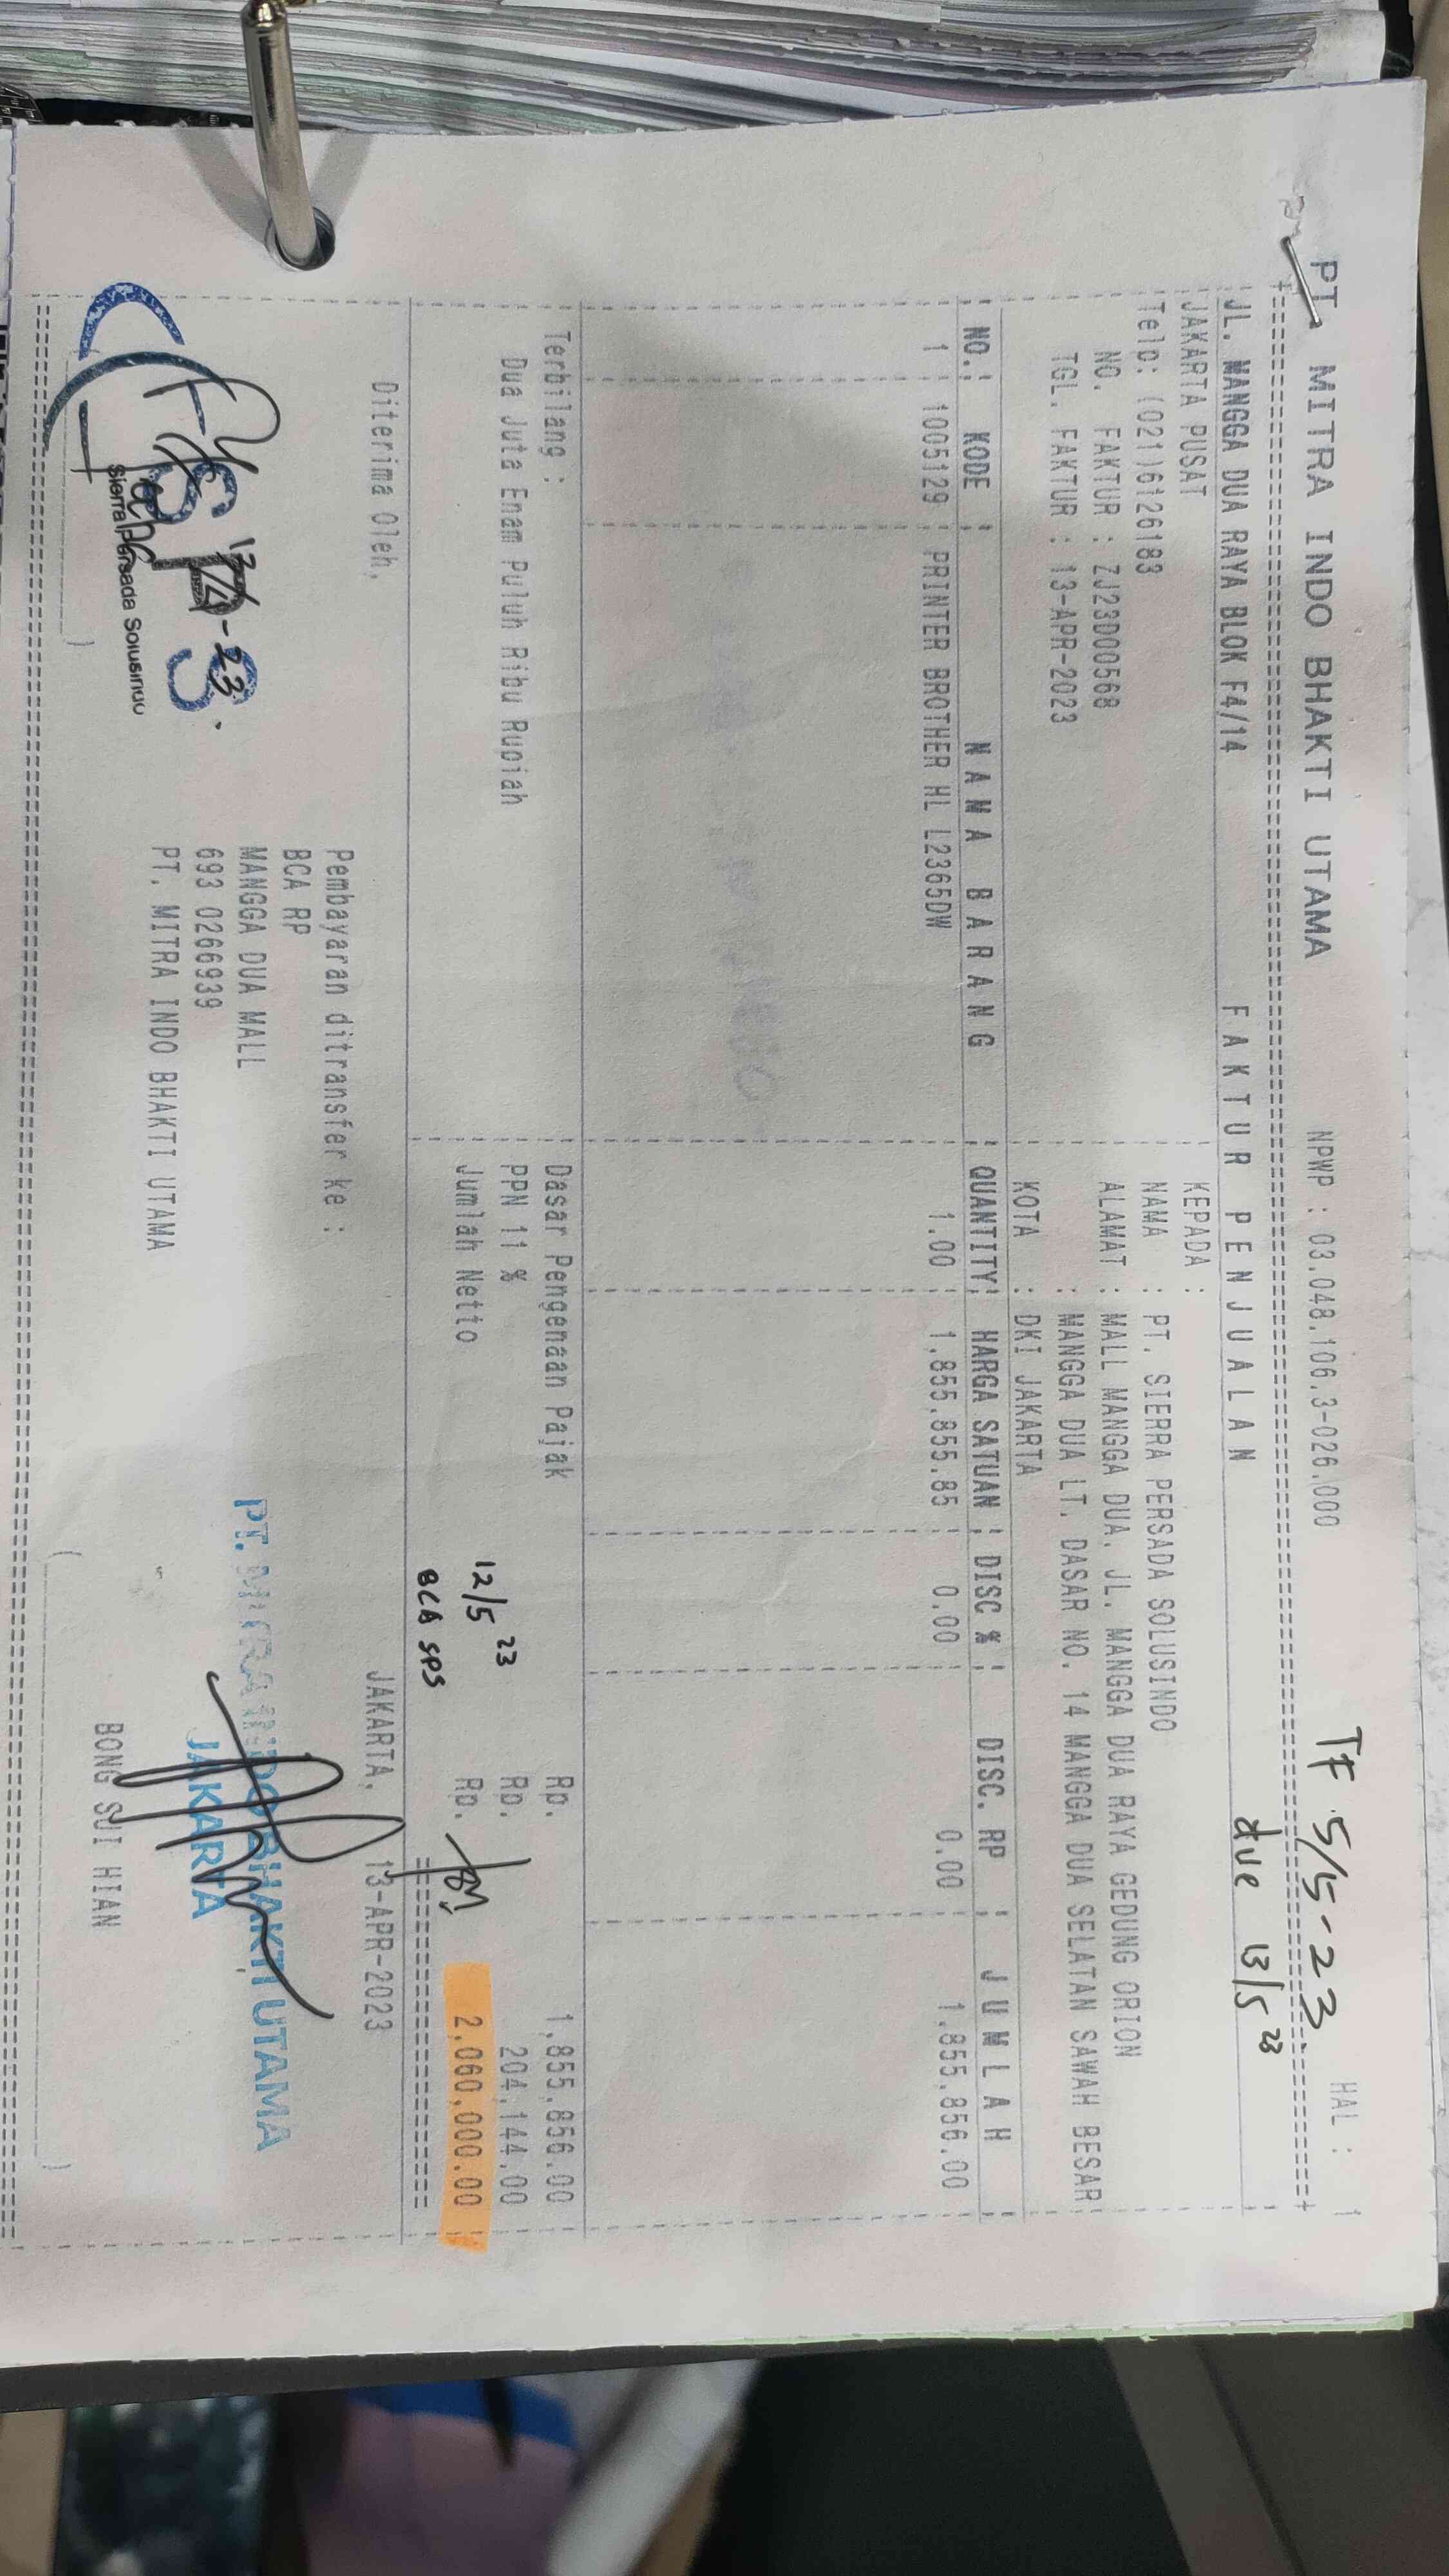 PT. MITRA INDO BHAKTI UTAMA NPWP : 03.048.106.3-026.000 HAL : 1
TF 5/5-23.
JL. MANGGA DUA RAYA BLOK F4/14 F A K T U R P E N J U A L A N due 13/5 23
JAKARTA PUSAT KEPADA :
Telp: (021)6126183 NAMA : PT. SIERRA PERSADA SOLUSINDO
NO. FAKTUR : ZJ23D00568 ALAMAT : MALL MANGGA DUA. JL. MANGGA DUA RAYA GEDUNG ORION
TGL. FAKTUR : 13-APR-2023 : MANGGA DUA LT. DASAR NO. 14 MANGGA DUA SELATAN SAWAH BESAR
KOTA : DKI JAKARTA
NO. KODE N A M A B A R A N G QUANTITY HARGA SATUAN DISC % DISC. RP J U M L A H
1 1005129 PRINTER BROTHER HL L2365DW 1.00 1,855,855.85 0.00 0.00 1,855,856.00
Terbilang : Dasar Pengenaan Pajak Rp. 1,855,856.00
Dua Juta Enam Puluh Ribu Rupiah PPN 11 % Rp. 204,144.00
Jumlah Netto Rp. 2,060,000.00
12/5 23
BCA SPS
Diterima Oleh, JAKARTA, 13-APR-2023
Pembayaran ditransfer ke :
BCA RP
MANGGA DUA MALL
693 0266939
PT. MITRA INDO BHAKTI UTAMA
17/4-23.
SPS
Sierra Persada Solusindo
PT. MITRA INDO BHAKTI UTAMA
JAKARTA
BONG SUI HIAN